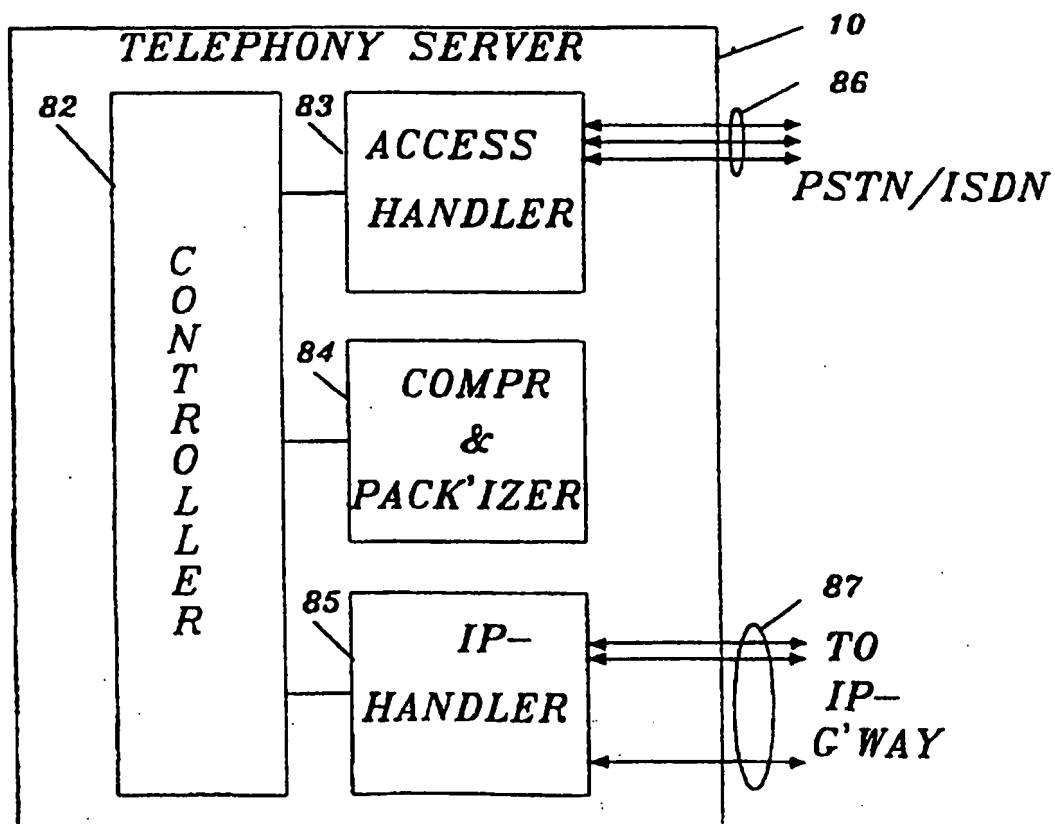 10
TELEPHONY SERVER
82
CONTROLLER
83
ACCESS
HANDLER
86
PSTN/ISDN
84
COMPR
&
PACK'IZER
85
IP-
HANDLER
87
TO
IP-
G'WAY